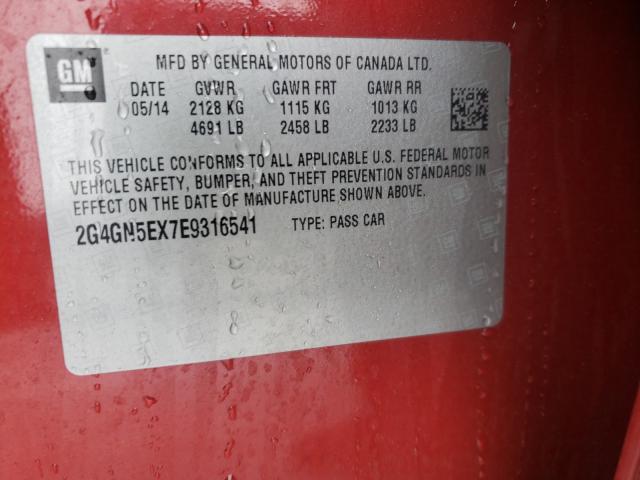 GM
MFD BY GENERAL MOTORS OF CANADA LTD.
DATE GVWR GAWR FRT GAWR RR
05/14 2128 KG 1115 KG 1013 KG
4691 LB 2458 LB 2233 LB
THIS VEHICLE CONFORMS TO ALL APPLICABLE U.S. FEDERAL MOTOR
VEHICLE SAFETY, BUMPER, AND THEFT PREVENTION STANDARDS IN
EFFECT ON THE DATE OF MANUFACTURE SHOWN ABOVE.
2G4GN5EX7E9316541 TYPE: PASS CAR